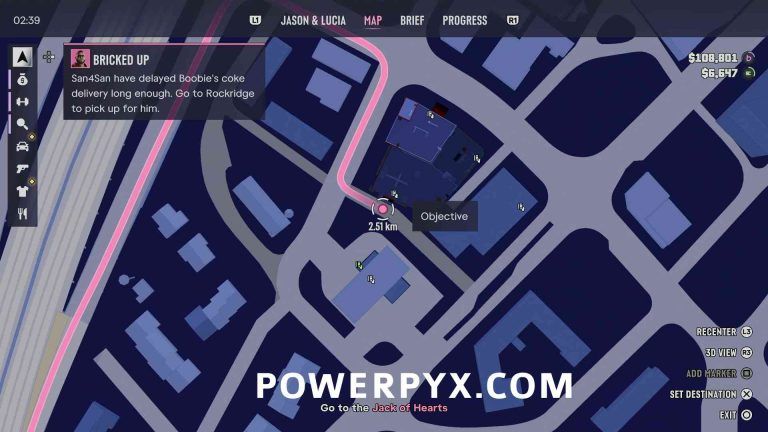 02:39
L1 JASON & LUCIA MAP BRIEF PROGRESS R1
BRICKED UP
San4San have delayed Boobie's coke
delivery long enough. Go to Rockridge
to pick up for him.
$108,801
$6,647
Objective
2.51 km
RECENTER L3
3D VIEW R3
ADD MARKER
SET DESTINATION
EXIT
POWERPYX.COM
Go to the Jack of Hearts